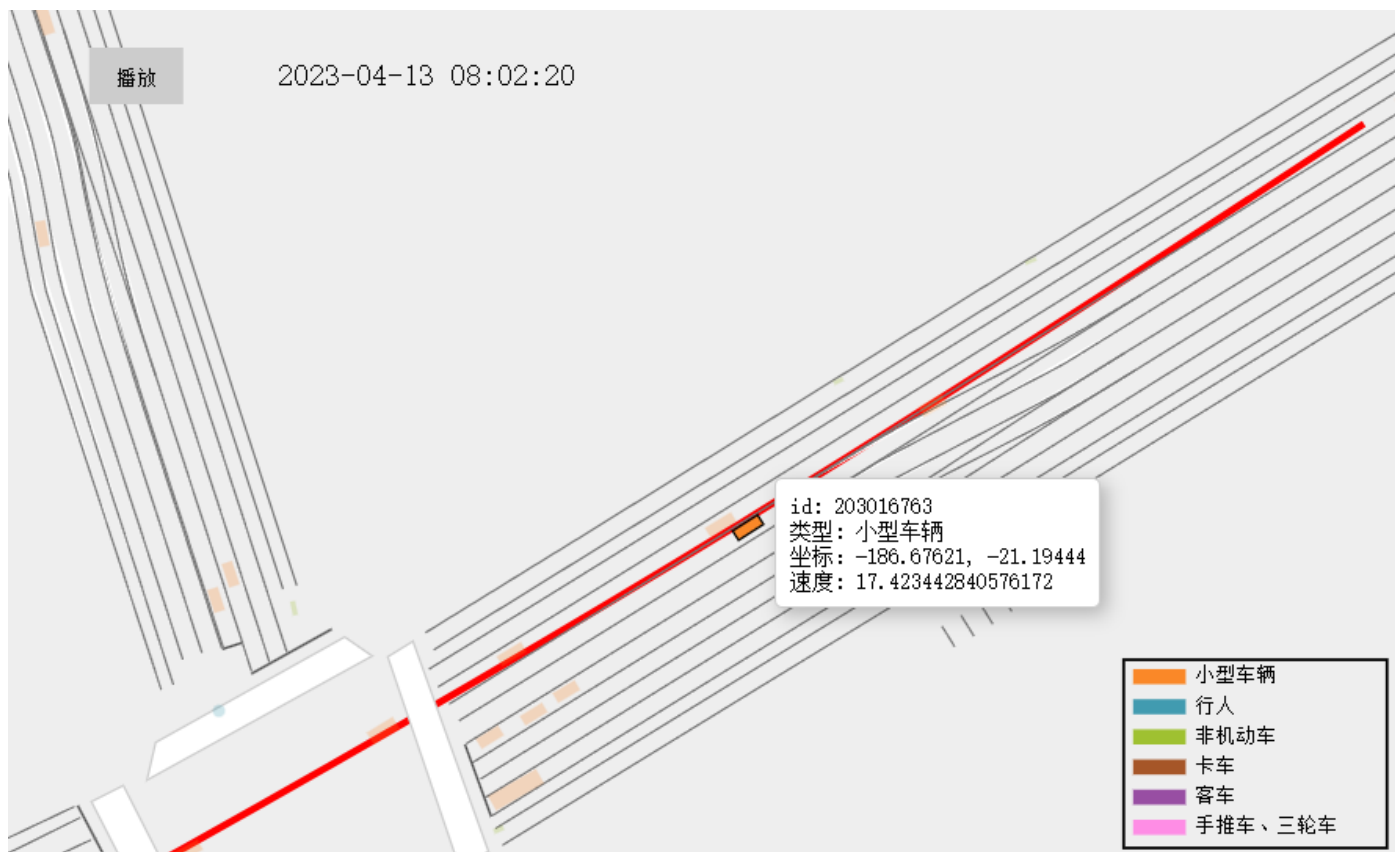 播放
2023-04-13 08:02:20
id: 203016763
类型: 小型车辆
坐标: -186.67621, -21.19444
速度: 17.423442840576172
小型车辆
行人
非机动车
卡车
客车
手推车、三轮车